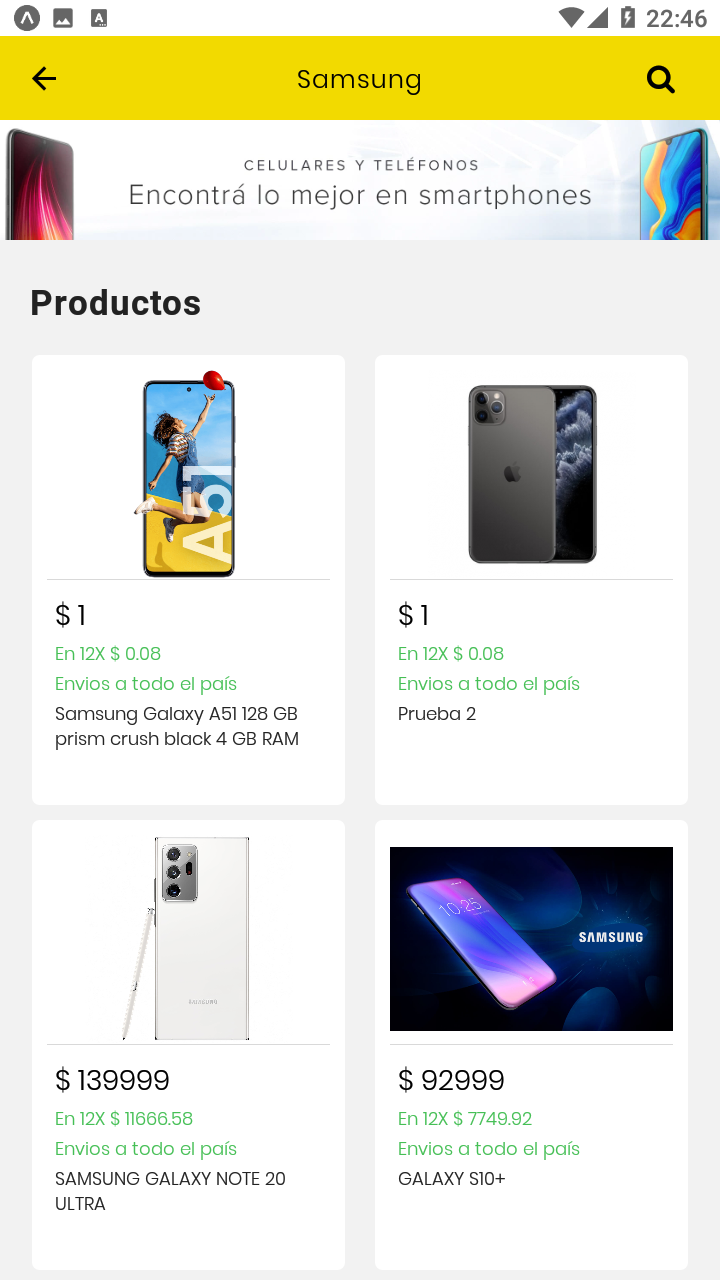 22:46
Samsung
CELULARES Y TELÉFONOS
Encontrá lo mejor en smartphones
Productos
A51
$ 1
En 12X $ 0.08
Envios a todo el país
Samsung Galaxy A51 128 GB
prism crush black 4 GB RAM
$ 1
En 12X $ 0.08
Envios a todo el país
Prueba 2
SAMSUNG
$ 139999
En 12X $ 11666.58
Envios a todo el país
SAMSUNG GALAXY NOTE 20
ULTRA
10:25
SAMSUNG
$ 92999
En 12X $ 7749.92
Envios a todo el país
GALAXY S10+